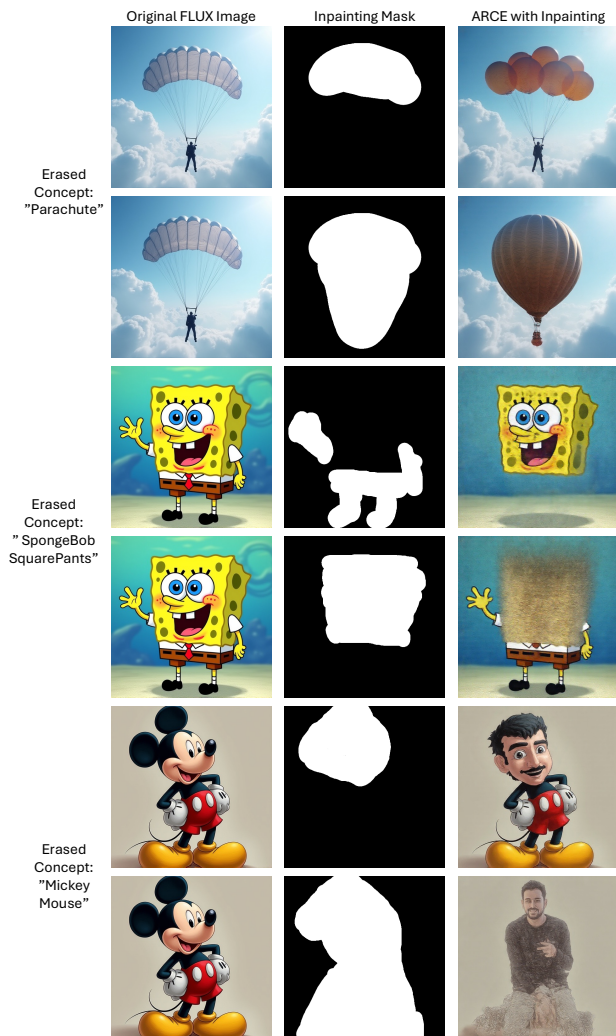 Original FLUX Image
Inpainting Mask
ARCE with Inpainting
Erased
Concept:
”Parachute”
Erased
Concept:
” SpongeBob
SquarePants”
Erased
Concept:
”Mickey
Mouse”